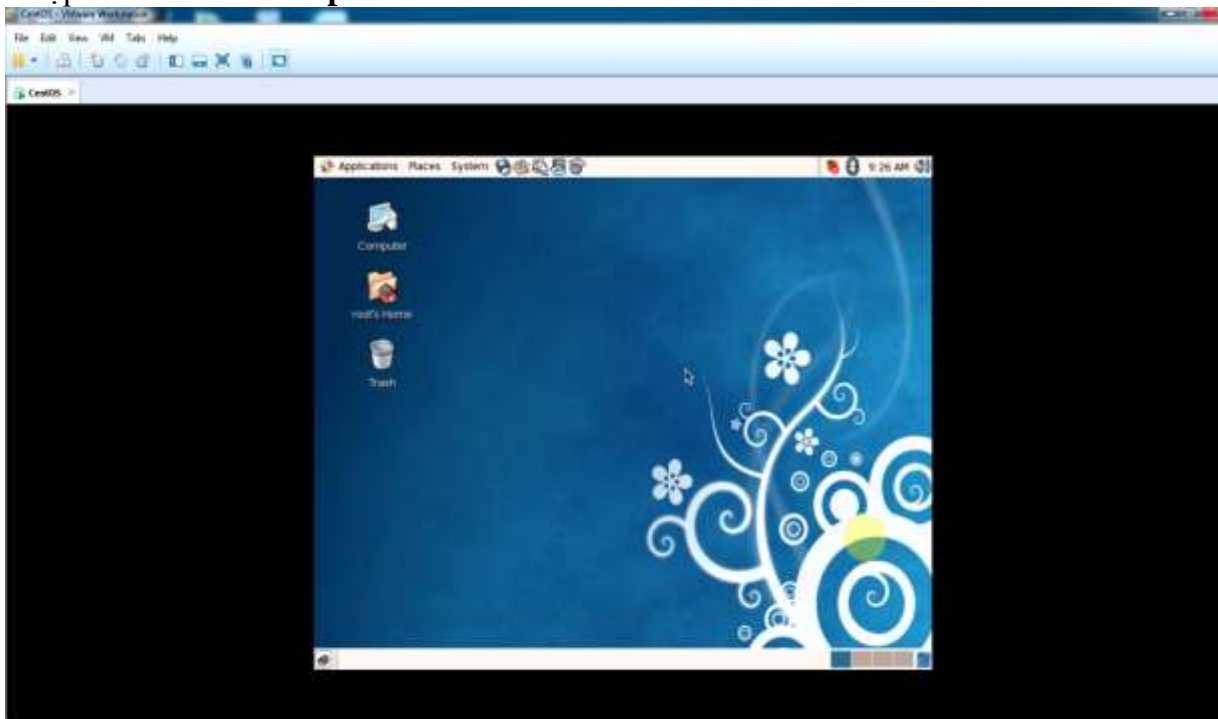 CentOS - VMware Workstation
File Edit View VM Tabs Help
CentOS ×
Applications Places System
9:26 AM
Computer
root's Home
Trash